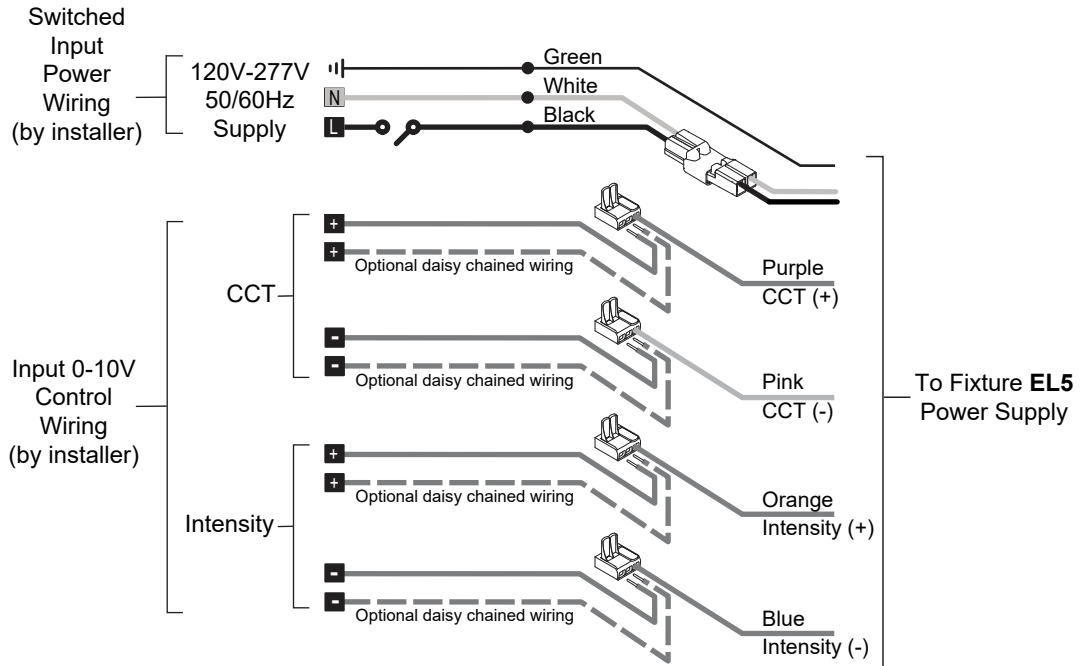 Switched
Input
Power
Wiring
(by installer)
120V-277V
50/60Hz
Supply
N
L
Green
White
Black
Input 0-10V
Control
Wiring
(by installer)
CCT
+
+
Optional daisy chained wiring
Purple
CCT (+)
-
-
Optional daisy chained wiring
Pink
CCT (-)
Intensity
+
+
Optional daisy chained wiring
Orange
Intensity (+)
-
-
Optional daisy chained wiring
Blue
Intensity (-)
To Fixture EL5
Power Supply